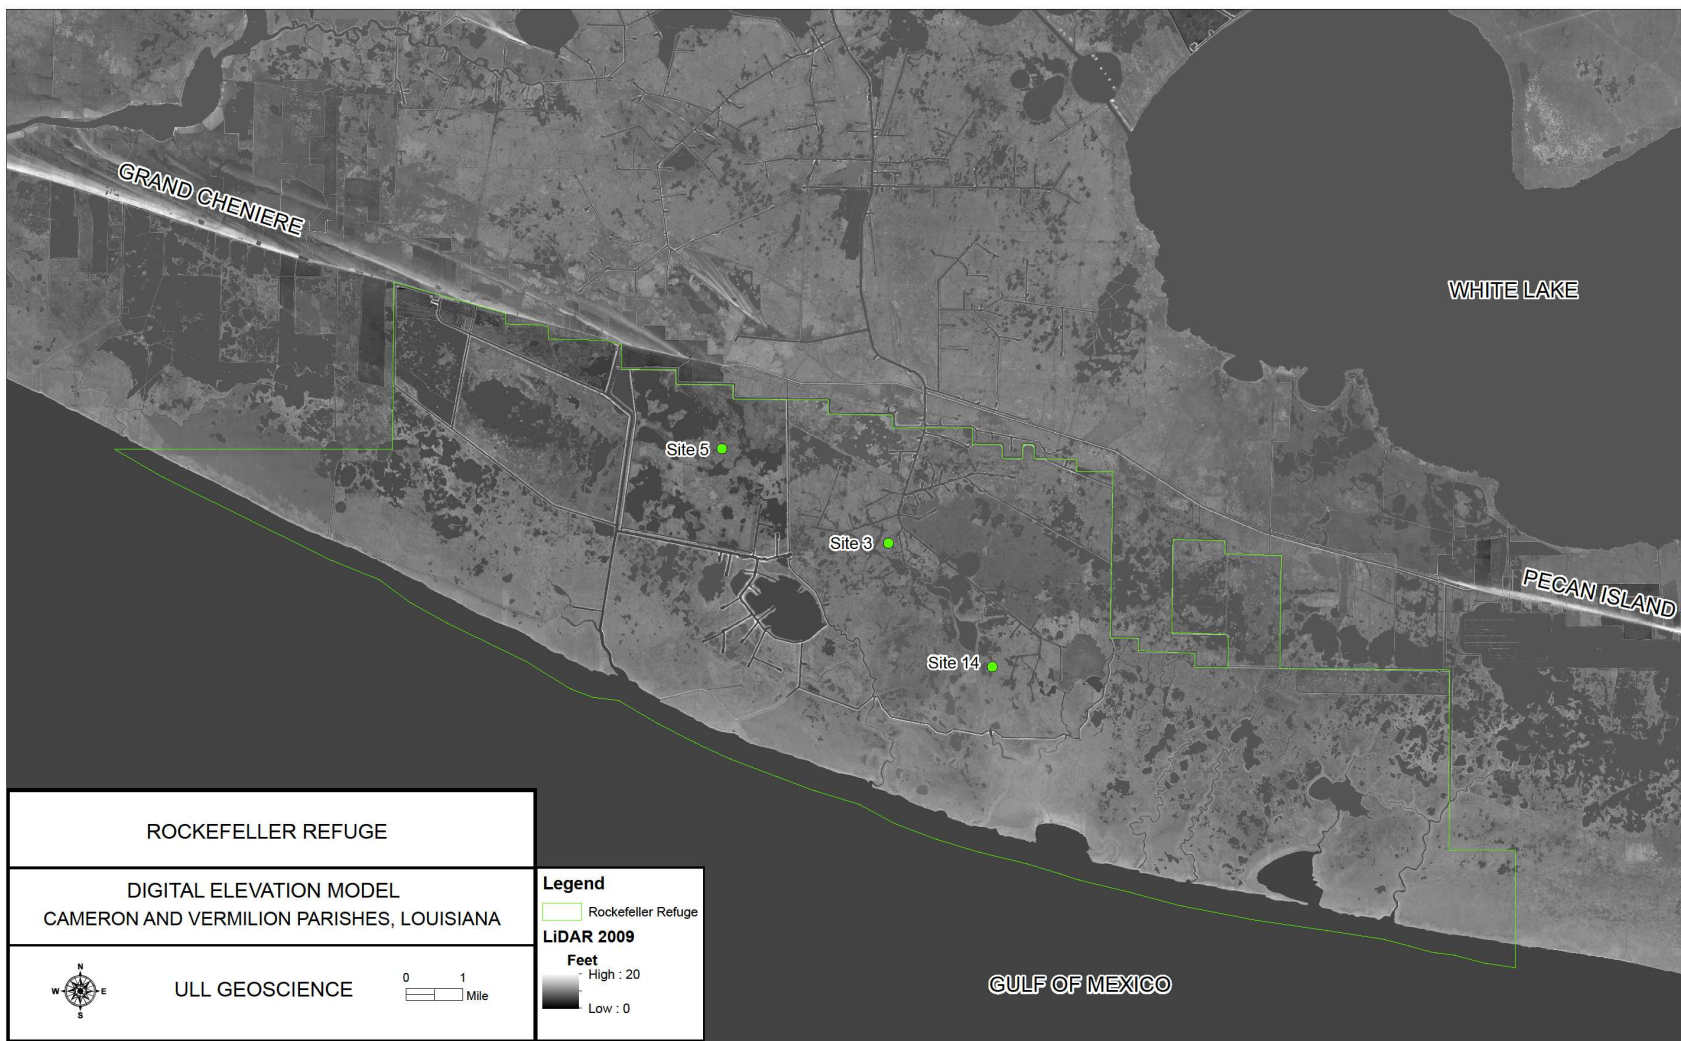 GRAND CHENIERE
WHITE LAKE
Site 5
Site 3
PECAN ISLAND
Site 14
GULF OF MEXICO
ROCKEFELLER REFUGE
DIGITAL ELEVATION MODEL
CAMERON AND VERMILION PARISHES, LOUISIANA
N
W E
S
ULL GEOSCIENCE
0 1
Mile
Legend
Rockefeller Refuge
LiDAR 2009
Feet
High : 20
Low : 0